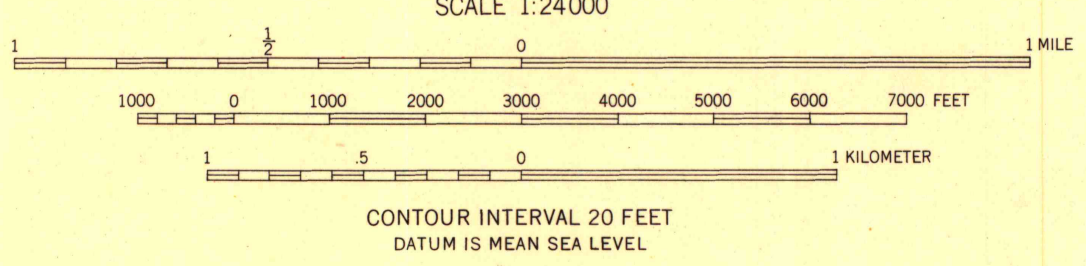 SCALE 1:24000
1 1/2 0 1 MILE
1000 0 1000 2000 3000 4000 5000 6000 7000 FEET
1 .5 0 1 KILOMETER
CONTOUR INTERVAL 20 FEET
DATUM IS MEAN SEA LEVEL